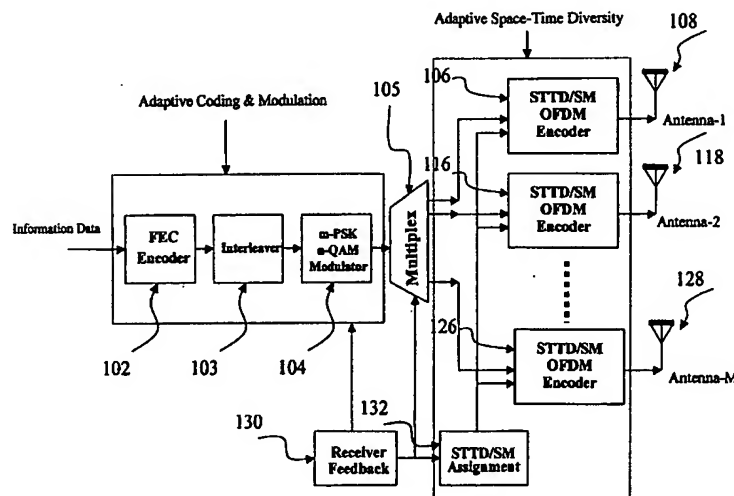 Adaptive Space-Time Diversity
108
106
STTD/SM
OFDM
Encoder
Antenna-1
Adaptive Coding & Modulation
105
118
116
STTD/SM
OFDM
Encoder
Antenna-2
Information Data
FEC
Encoder
Interleaver
m-PSK
n-QAM
Modulator
Multiplex
128
126
STTD/SM
OFDM
Encoder
Antenna-M
102
103
104
132
130
Receiver
Feedback
STTD/SM
Assignment